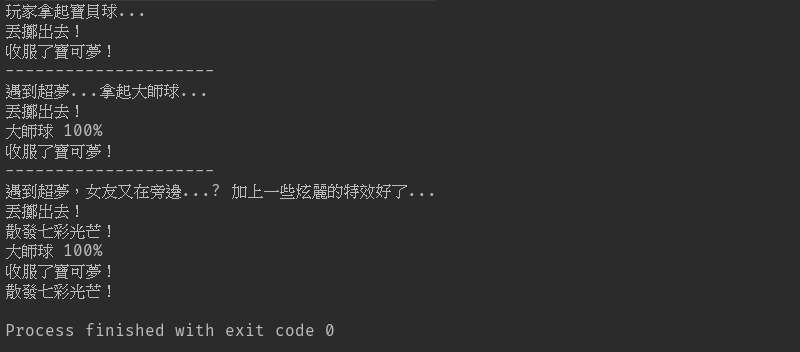 玩家拿起寶貝球...
丟擲出去！
收服了寶可夢！
----------------------
遇到超夢...拿起大師球...
丟擲出去！
大師球 100%
收服了寶可夢！
----------------------
遇到超夢，女友又在旁邊...? 加上一些炫麗的特效好了...
丟擲出去！
散發七彩光芒！
大師球 100%
收服了寶可夢！
散發七彩光芒！
Process finished with exit code 0